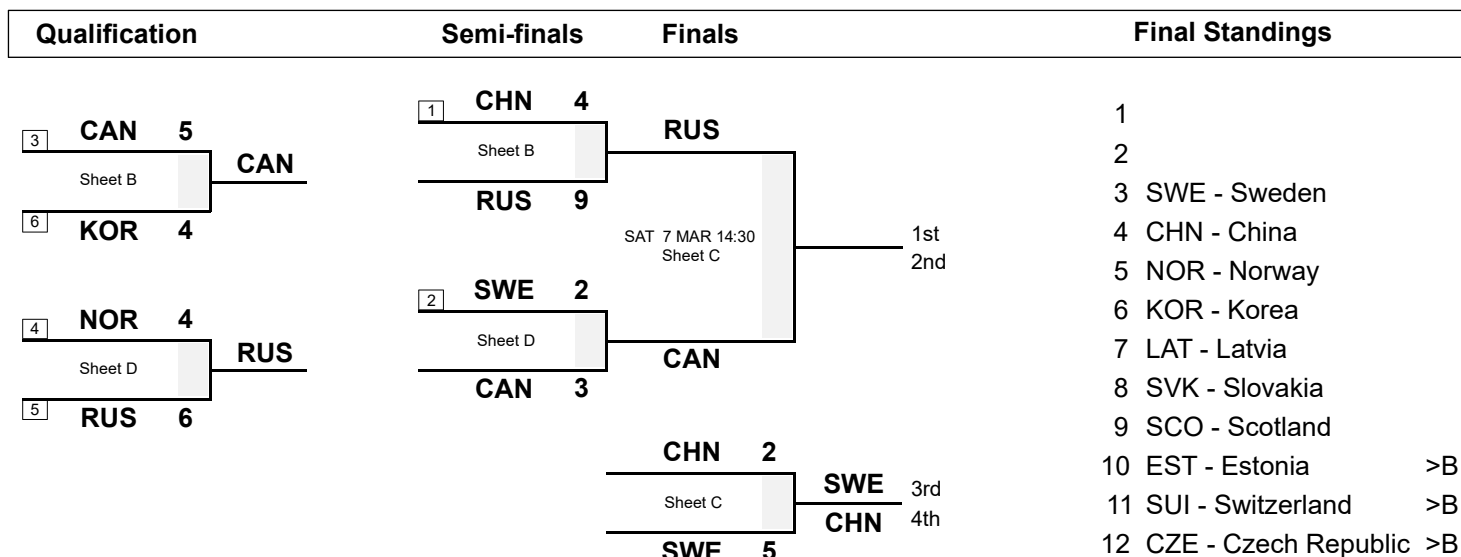 Qualification Semi-finals Finals Final Standings
3 CAN 5
Sheet B
CAN
6 KOR 4
4 NOR 4
Sheet D
RUS
5 RUS 6
1 CHN 4
Sheet B
RUS 9
2 SWE 2
Sheet D
CAN 3
RUS
SAT 7 MAR 14:30
Sheet C
CAN
1st
2nd
CHN 2
Sheet C
SWE 5
SWE 3rd
CHN 4th
1
2
3 SWE - Sweden
4 CHN - China
5 NOR - Norway
6 KOR - Korea
7 LAT - Latvia
8 SVK - Slovakia
9 SCO - Scotland
10 EST - Estonia >B
11 SUI - Switzerland >B
12 CZE - Czech Republic >B